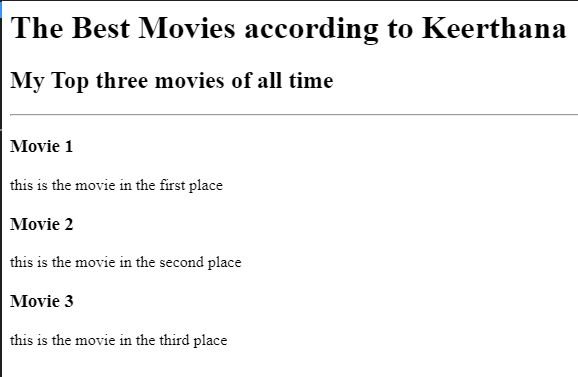 The Best Movies according to Keerthana
My Top three movies of all time
Movie 1
this is the movie in the first place
Movie 2
this is the movie in the second place
Movie 3
this is the movie in the third place